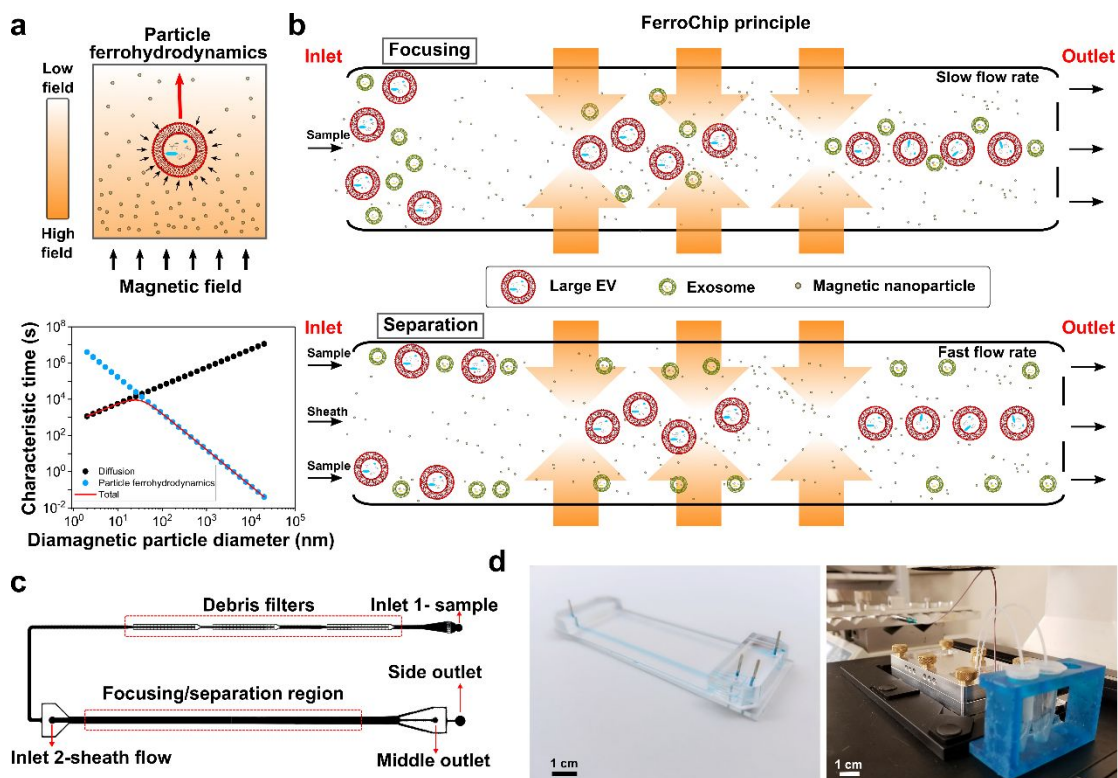 a
Particle
ferrohydrodynamics
Low
field
High
field
Magnetic field
Characteristic time (s)
10^8
10^6
10^4
10^2
10^0
10^-2
Diffusion
Particle ferrohydrodynamics
Total
10^0 10^1 10^2 10^3 10^4 10^5
Diamagnetic particle diameter (nm)
b
FerroChip principle
Inlet
Focusing
Outlet
Slow flow rate
Sample
Large EV
Exosome
Magnetic nanoparticle
Inlet
Separation
Outlet
Fast flow rate
Sample
Sheath
Sample
c
Debris filters
Inlet 1- sample
Side outlet
Focusing/separation region
Inlet 2-sheath flow
Middle outlet
d
1 cm
1 cm